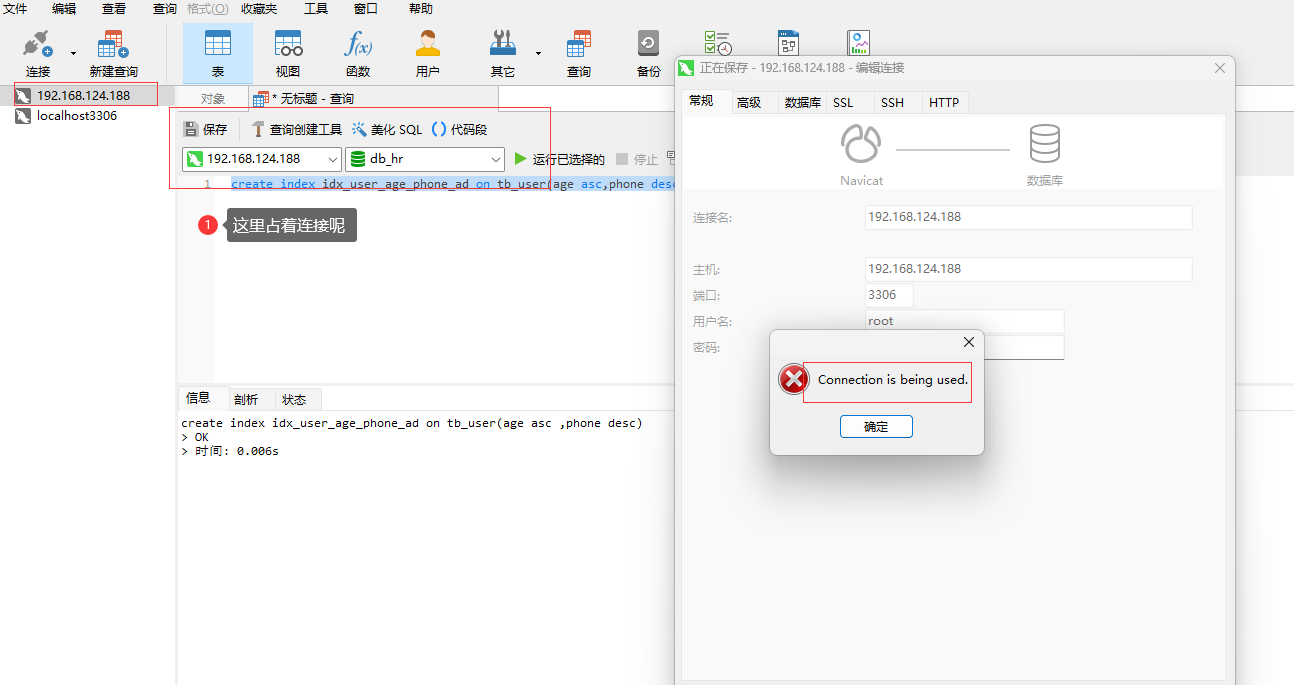 文件 编辑 查看 查询 格式(O) 收藏夹 工具 窗口 帮助
连接 新建查询 表 视图 函数 用户 其它 查询 备份
192.168.124.188
localhost3306
对象 * 无标题 - 查询
保存 查询创建工具 美化 SQL 代码段
192.168.124.188 db_hr 运行已选择的 停止
1 create index idx_user_age_phone_ad on tb_user(age asc,phone desc
1 这里占着连接呢
信息 剖析 状态
create index idx_user_age_phone_ad on tb_user(age asc ,phone desc)
> OK
> 时间: 0.006s
正在保存 - 192.168.124.188 - 编辑连接
常规 高级 数据库 SSL SSH HTTP
Navicat 数据库
连接名: 192.168.124.188
主机: 192.168.124.188
端口: 3306
用户名: root
密码:
Connection is being used.
确定